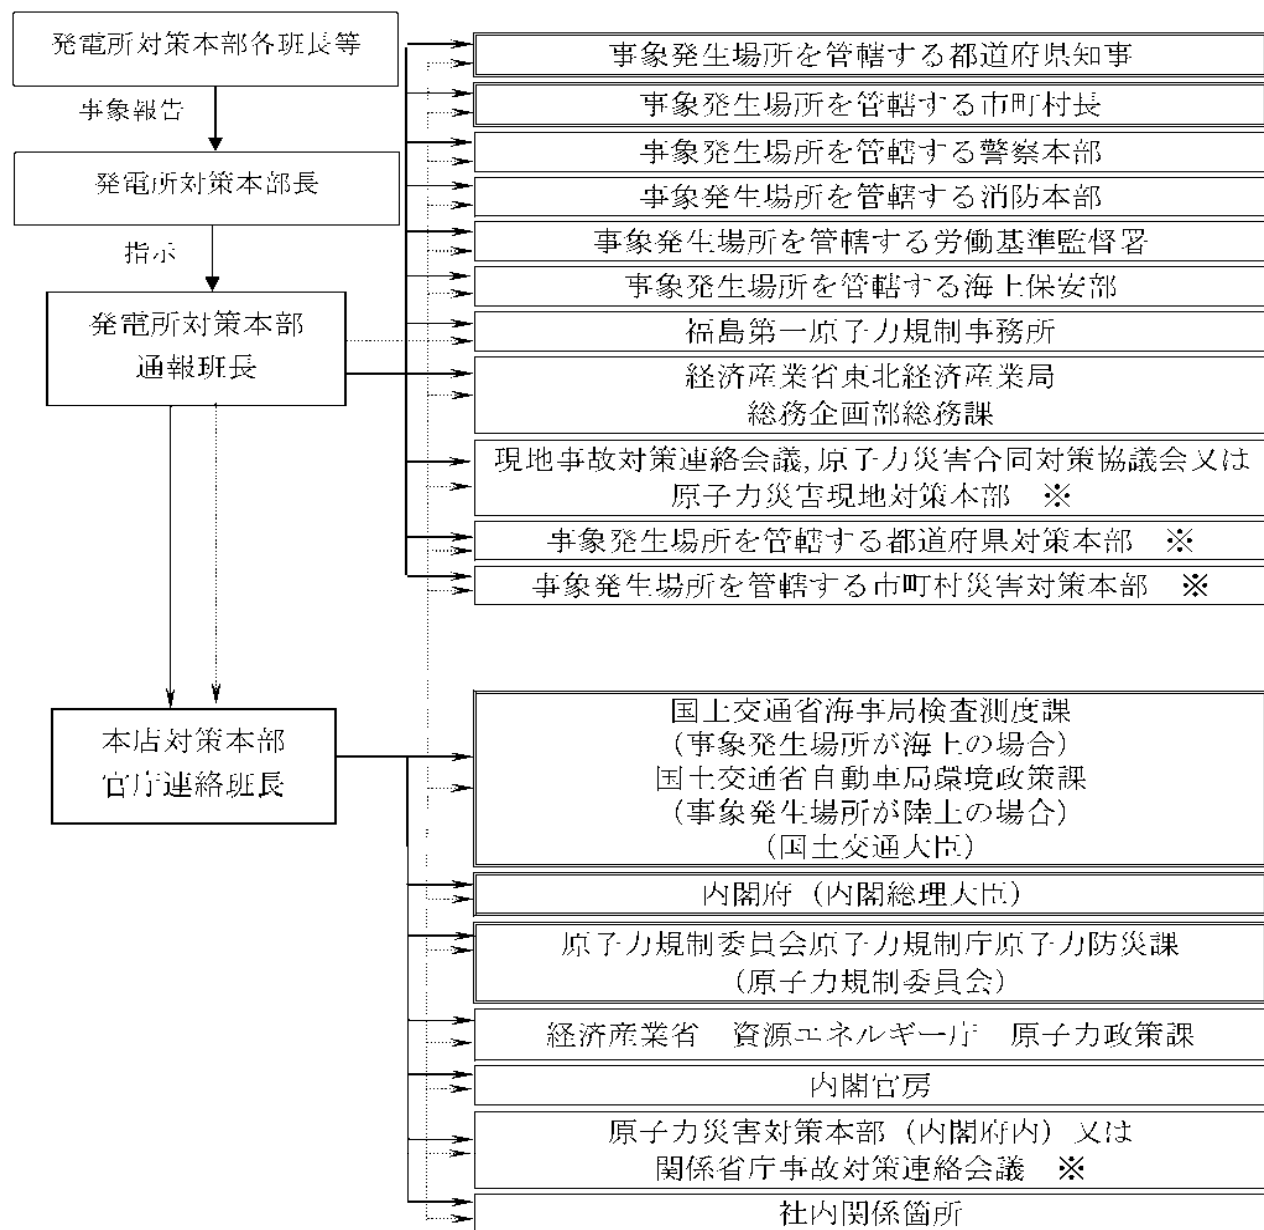 発電所対策本部各班長等
事象報告
発電所対策本部長
指示
発電所対策本部
通報班長
本店対策本部
官庁連絡班長
事象発生場所を管轄する都道府県知事
事象発生場所を管轄する市町村長
事象発生場所を管轄する警察本部
事象発生場所を管轄する消防本部
事象発生場所を管轄する労働基準監督署
事象発生場所を管轄する海上保安部
福島第一原子力規制事務所
経済産業省東北経済産業局
総務企画部総務課
現地事故対策連絡会議,原子力災害合同対策協議会又は
原子力災害現地対策本部　※
事象発生場所を管轄する都道府県対策本部　※
事象発生場所を管轄する市町村災害対策本部　※
国土交通省海事局検査測度課
(事象発生場所が海上の場合)
国土交通省自動車局環境政策課
(事象発生場所が陸上の場合)
(国土交通大臣)
内閣府（内閣総理大臣）
原子力規制委員会原子力規制庁原子力防災課
(原子力規制委員会)
経済産業省　資源エネルギー庁　原子力政策課
内閣官房
原子力災害対策本部（内閣府内）又は
関係省庁事故対策連絡会議　※
社内関係箇所